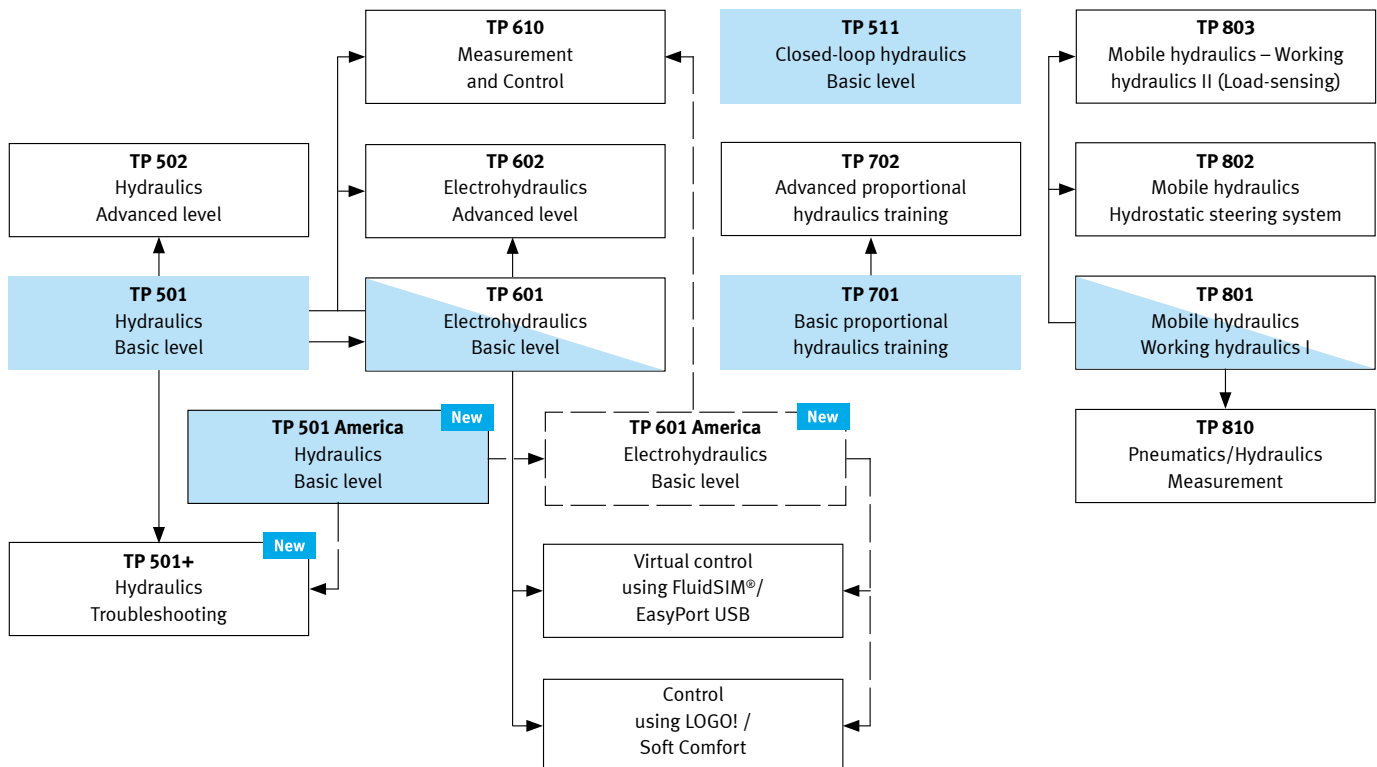 TP 610
Measurement
and Control
TP 511
Closed-loop hydraulics
Basic level
TP 803
Mobile hydraulics – Working
hydraulics II (Load-sensing)
TP 502
Hydraulics
Advanced level
TP 602
Electrohydraulics
Advanced level
TP 702
Advanced proportional
hydraulics training
TP 802
Mobile hydraulics
Hydrostatic steering system
TP 501
Hydraulics
Basic level
TP 601
Electrohydraulics
Basic level
TP 701
Basic proportional
hydraulics training
TP 801
Mobile hydraulics
Working hydraulics I
New
TP 501 America
Hydraulics
Basic level
New
TP 601 America
Electrohydraulics
Basic level
TP 810
Pneumatics/Hydraulics
Measurement
New
TP 501+
Hydraulics
Troubleshooting
Virtual control
using FluidSIM®/
EasyPort USB
Control
using LOGO! /
Soft Comfort